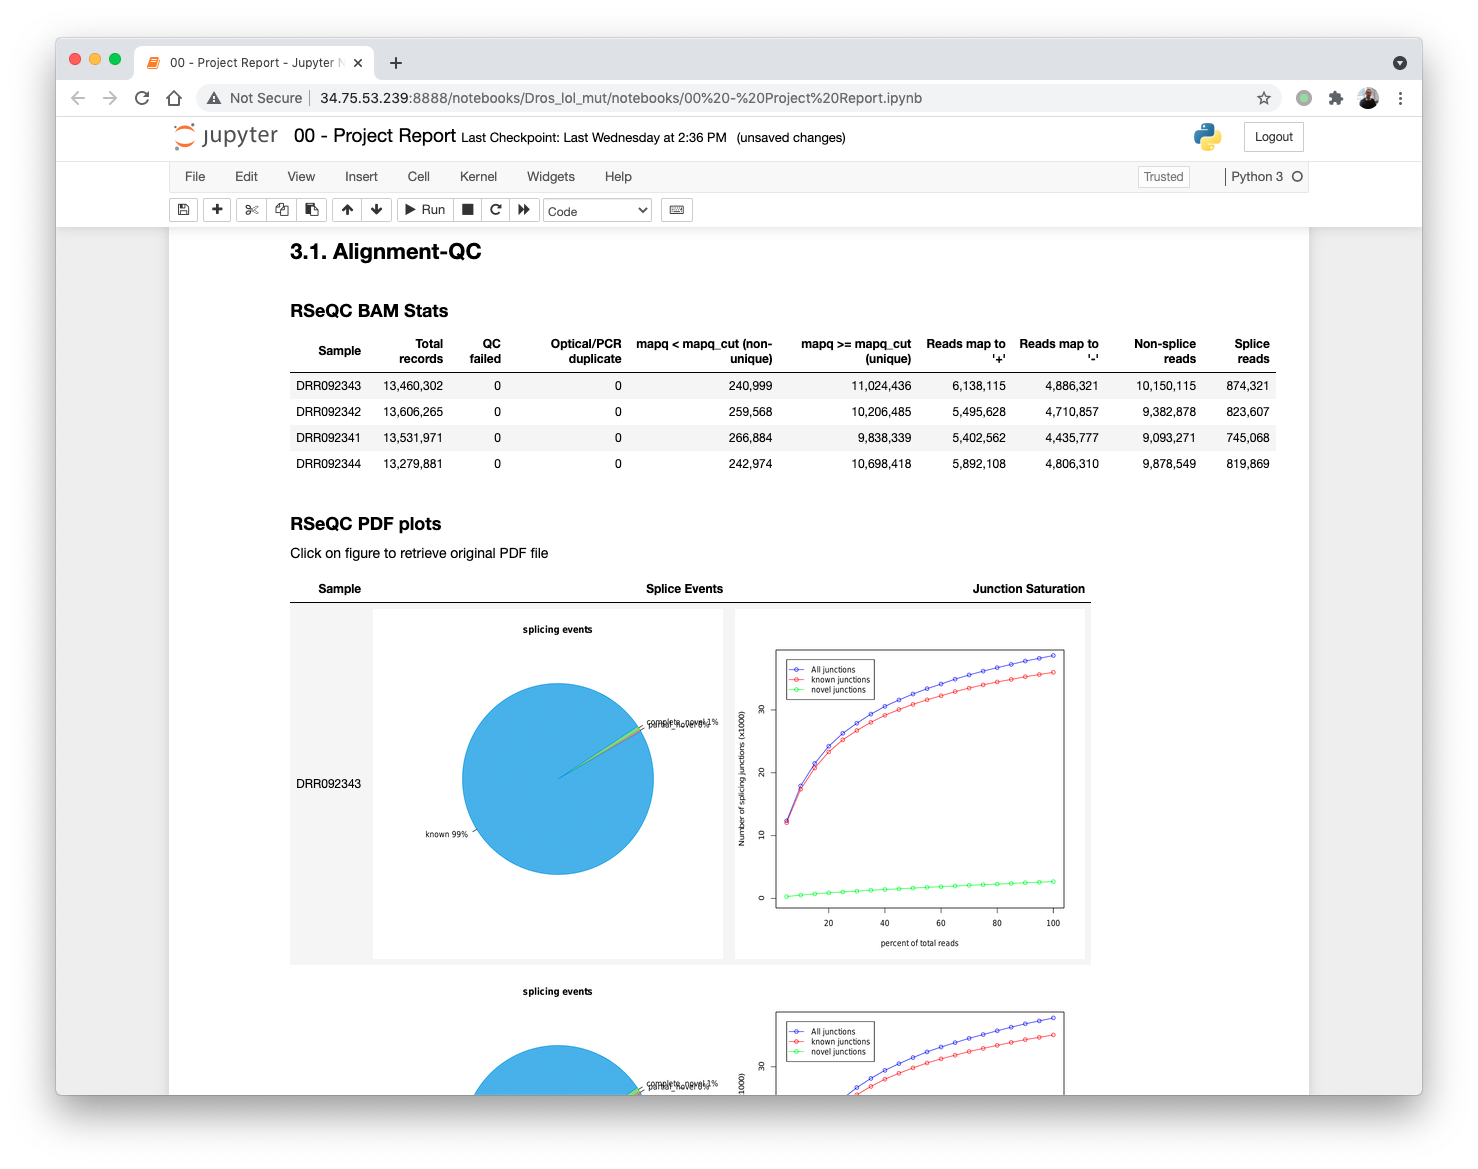 00 - Project Report - Jupyter N
Not Secure 34.75.53.239:8888/notebooks/Dros_lol_mut/notebooks/00%20-%20Project%20Report.ipynb
jupyter 00 - Project Report Last Checkpoint: Last Wednesday at 2:36 PM (unsaved changes) Logout
File Edit View Insert Cell Kernel Widgets Help Trusted Python 3
Run Code
3.1. Alignment-QC
RSeQC BAM Stats
Sample Total records QC failed Optical/PCR duplicate mapq < mapq_cut (non-unique) mapq >= mapq_cut (unique) Reads map to '+' Reads map to '-' Non-splice reads Splice reads
DRR092343 13,460,302 0 0 240,999 11,024,436 6,138,115 4,886,321 10,150,115 874,321
DRR092342 13,606,265 0 0 259,568 10,206,485 5,495,628 4,710,857 9,382,878 823,607
DRR092341 13,531,971 0 0 266,884 9,838,339 5,402,562 4,435,777 9,093,271 745,068
DRR092344 13,279,881 0 0 242,974 10,698,418 5,892,108 4,806,310 9,878,549 819,869
RSeQC PDF plots
Click on figure to retrieve original PDF file
Sample Splice Events Junction Saturation
DRR092343
splicing events
complete_novel 1%
partial_novel 0%
known 99%
All junctions
known junctions
novel junctions
Number of splicing junctions (x1000)
30
20
10
0
20 40 60 80 100
percent of total reads
splicing events
complete_novel 1%
partial_novel 0%
All junctions
known junctions
novel junctions
30
1000)